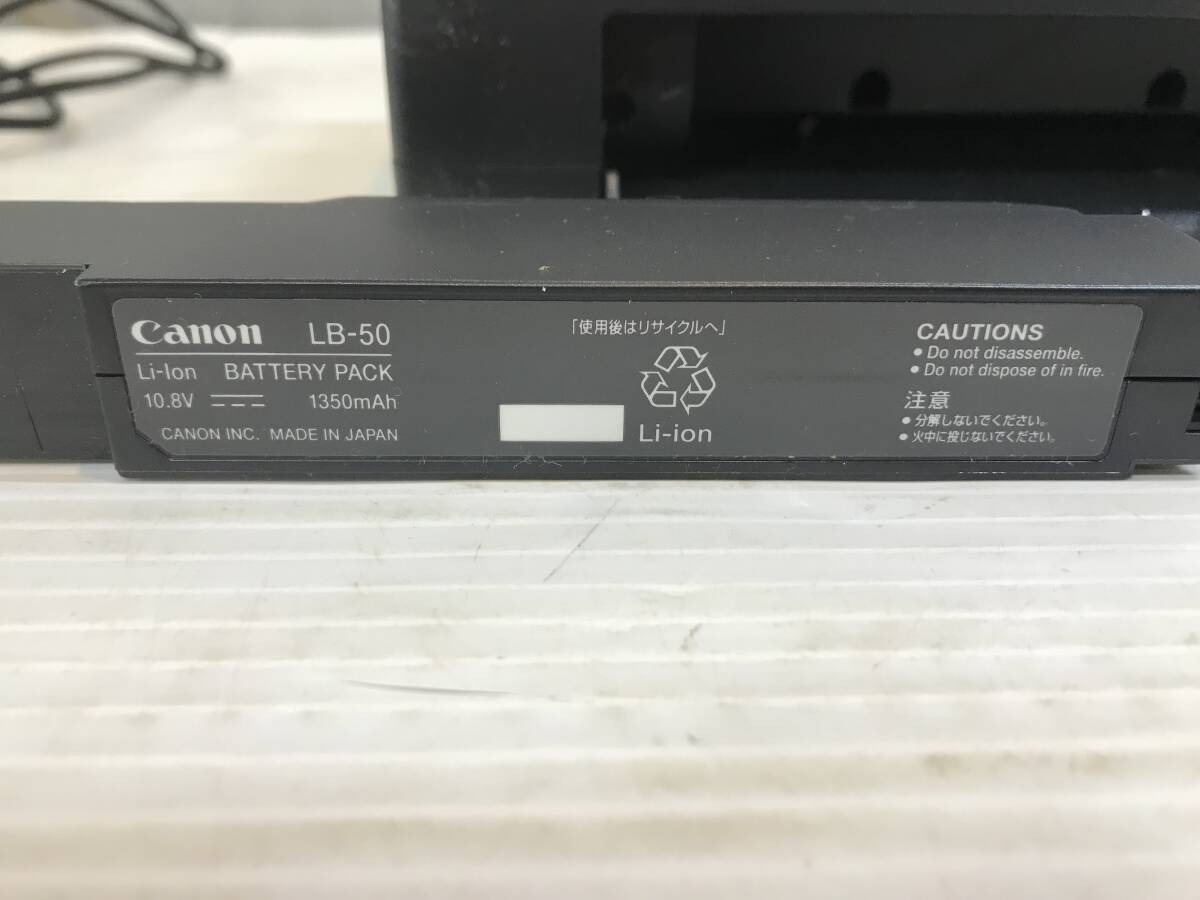 Canon LB-50
Li-Ion BATTERY PACK
10.8V 1350mAh
CANON INC. MADE IN JAPAN
「使用後はリサイクルへ」
Li-ion
CAUTIONS
● Do not disassemble.
● Do not dispose of in fire.
注意
● 分解しないでください。
● 火中に投じないでください。